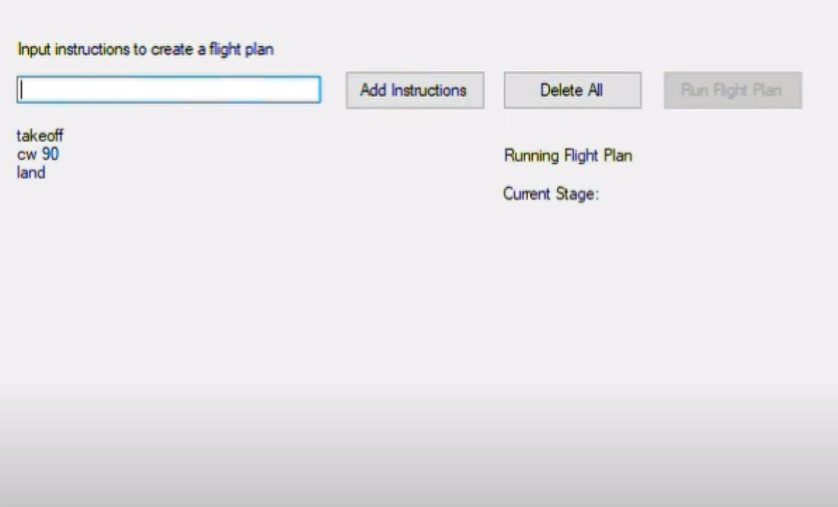 Input instructions to create a flight plan
Add Instructions
Delete All
Run Flight Plan
takeoff
cw 90
land
Running Flight Plan
Current Stage: